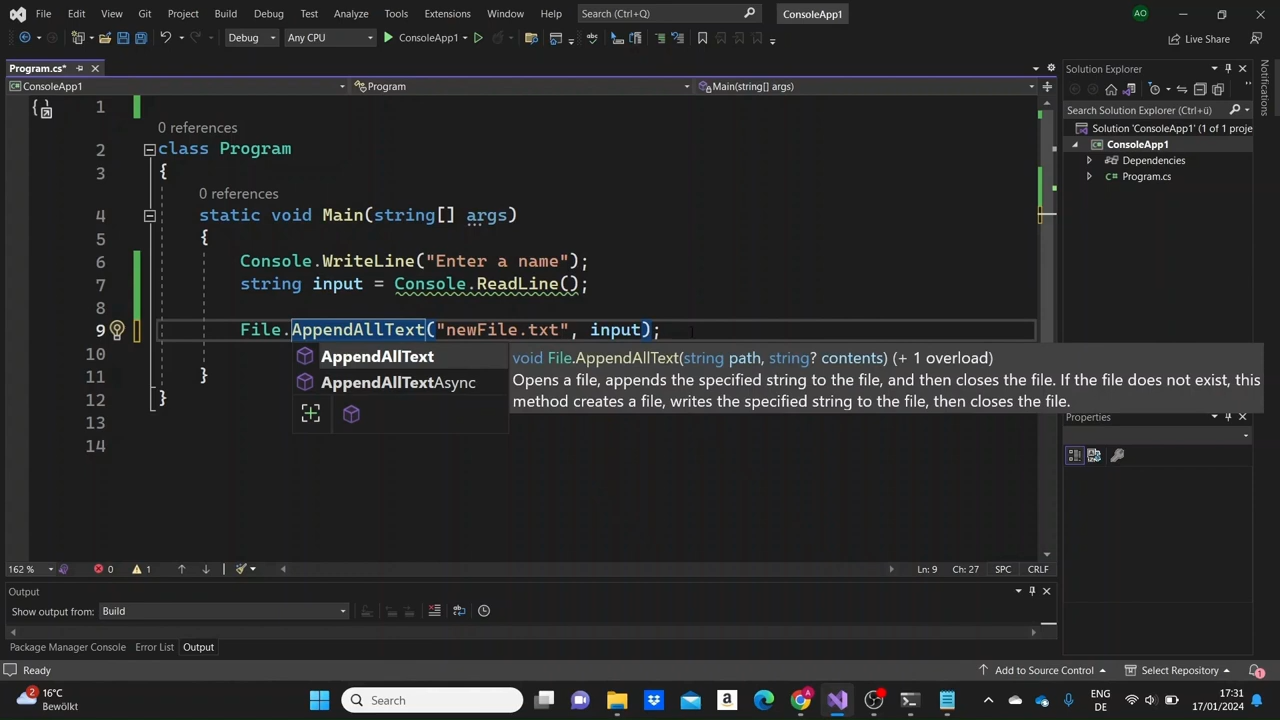 File Edit View Git Project Build Debug Test Analyze Tools Extensions Window Help Search (Ctrl+Q) ConsoleApp1 AO
Debug Any CPU ConsoleApp1 Live Share
Program.cs*
ConsoleApp1 Program Main(string[] args)
1
0 references
2 class Program
3 {
0 references
4 static void Main(string[] args)
5 {
6 Console.WriteLine("Enter a name");
7 string input = Console.ReadLine();
8
9 File.AppendAllText("newFile.txt", input);
10
11 }
12 }
13
14
AppendAllText
AppendAllTextAsync
void File.AppendAllText(string path, string? contents) (+ 1 overload)
Opens a file, appends the specified string to the file, and then closes the file. If the file does not exist, this
method creates a file, writes the specified string to the file, then closes the file.
Solution Explorer
Search Solution Explorer (Ctrl+ü)
Solution 'ConsoleApp1' (1 of 1 proje
ConsoleApp1
Dependencies
C# Program.cs
Notifications
Properties
162 % 0 1 Ln: 9 Ch: 27 SPC CRLF
Output
Show output from: Build
Package Manager Console Error List Output
Ready Add to Source Control Select Repository 1
2 16°C
Bewölkt
Search
ENG
DE
17:31
17/01/2024